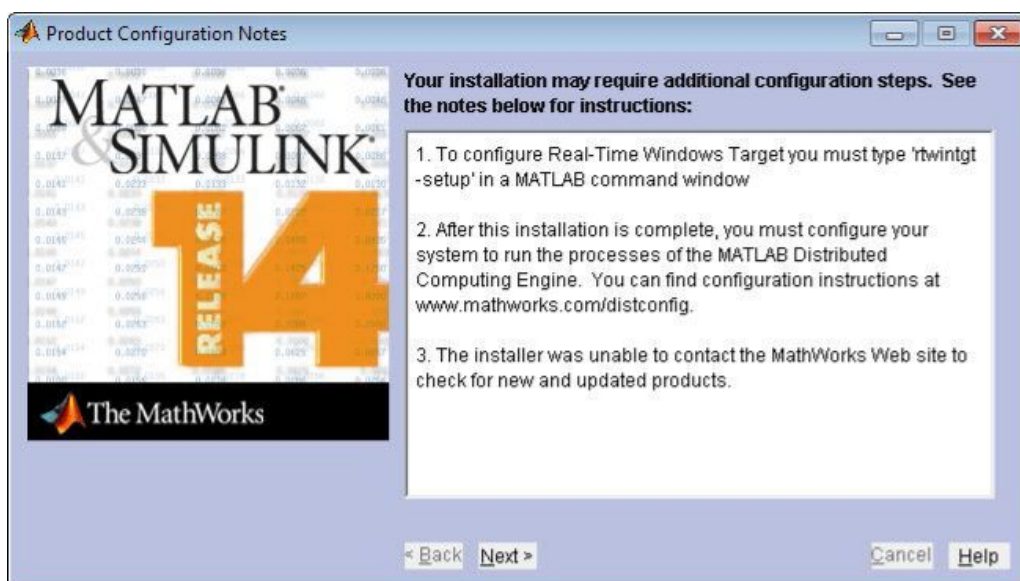 Product Configuration Notes
MATLAB®
& SIMULINK®
RELEASE
14
The MathWorks
Your installation may require additional configuration steps. See
the notes below for instructions:
1. To configure Real-Time Windows Target you must type 'rtwintgt
-setup' in a MATLAB command window
2. After this installation is complete, you must configure your
system to run the processes of the MATLAB Distributed
Computing Engine. You can find configuration instructions at
www.mathworks.com/distconfig.
3. The installer was unable to contact the MathWorks Web site to
check for new and updated products.
< Back
Next >
Cancel
Help